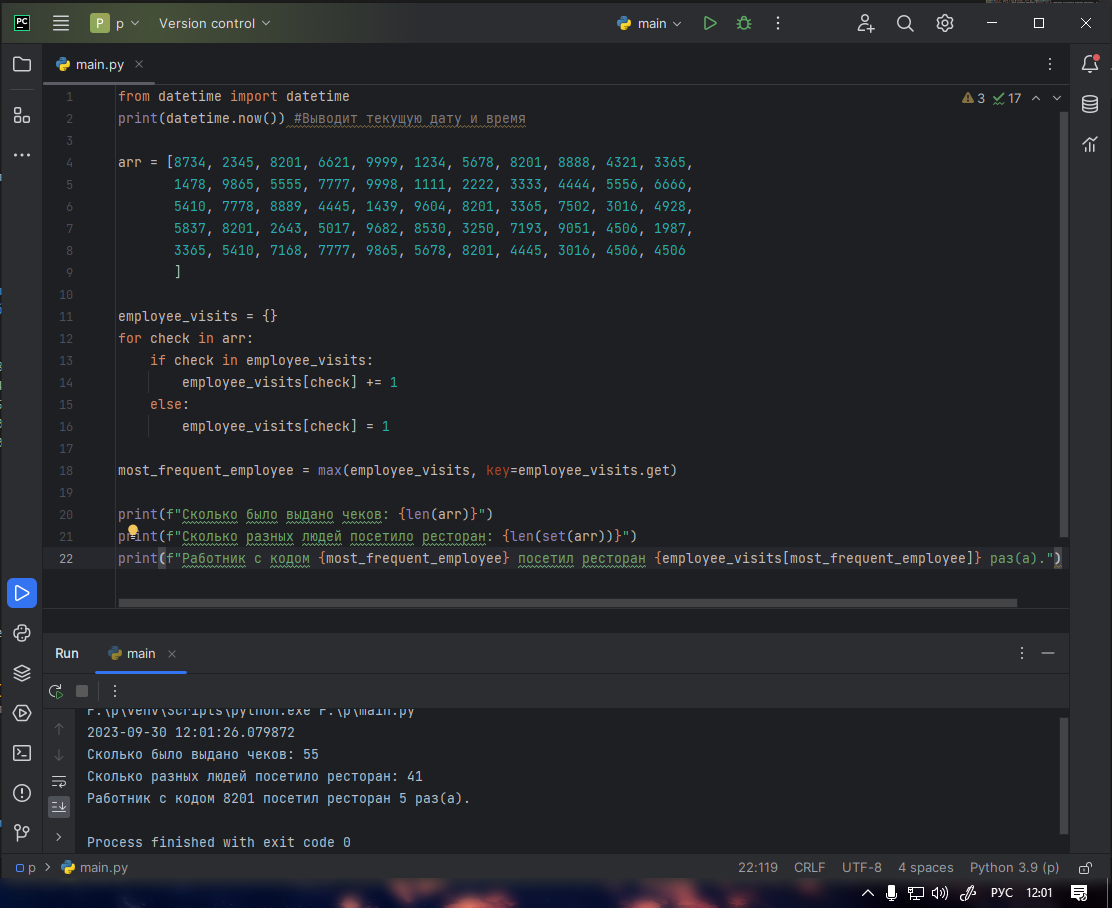 PC P p Version control main
main.py
1 from datetime import datetime 3 17
2 print(datetime.now()) #Выводит текущую дату и время
3
4 arr = [8734, 2345, 8201, 6621, 9999, 1234, 5678, 8201, 8888, 4321, 3365,
5 1478, 9865, 5555, 7777, 9998, 1111, 2222, 3333, 4444, 5556, 6666,
6 5410, 7778, 8889, 4445, 1439, 9604, 8201, 3365, 7502, 3016, 4928,
7 5837, 8201, 2643, 5017, 9682, 8530, 3250, 7193, 9051, 4506, 1987,
8 3365, 5410, 7168, 7777, 9865, 5678, 8201, 4445, 3016, 4506, 4506
9 ]
10
11 employee_visits = {}
12 for check in arr:
13 if check in employee_visits:
14 employee_visits[check] += 1
15 else:
16 employee_visits[check] = 1
17
18 most_frequent_employee = max(employee_visits, key=employee_visits.get)
19
20 print(f"Сколько было выдано чеков: {len(arr)}")
21 print(f"Сколько разных людей посетило ресторан: {len(set(arr))}")
22 print(f"Работник с кодом {most_frequent_employee} посетил ресторан {employee_visits[most_frequent_employee]} раз(а).")
Run main
F:\p\venv\Scripts\python.exe F:\p\main.py
2023-09-30 12:01:26.079872
Сколько было выдано чеков: 55
Сколько разных людей посетило ресторан: 41
Работник с кодом 8201 посетил ресторан 5 раз(а).
Process finished with exit code 0
p > main.py 22:119 CRLF UTF-8 4 spaces Python 3.9 (p)
РУС 12:01